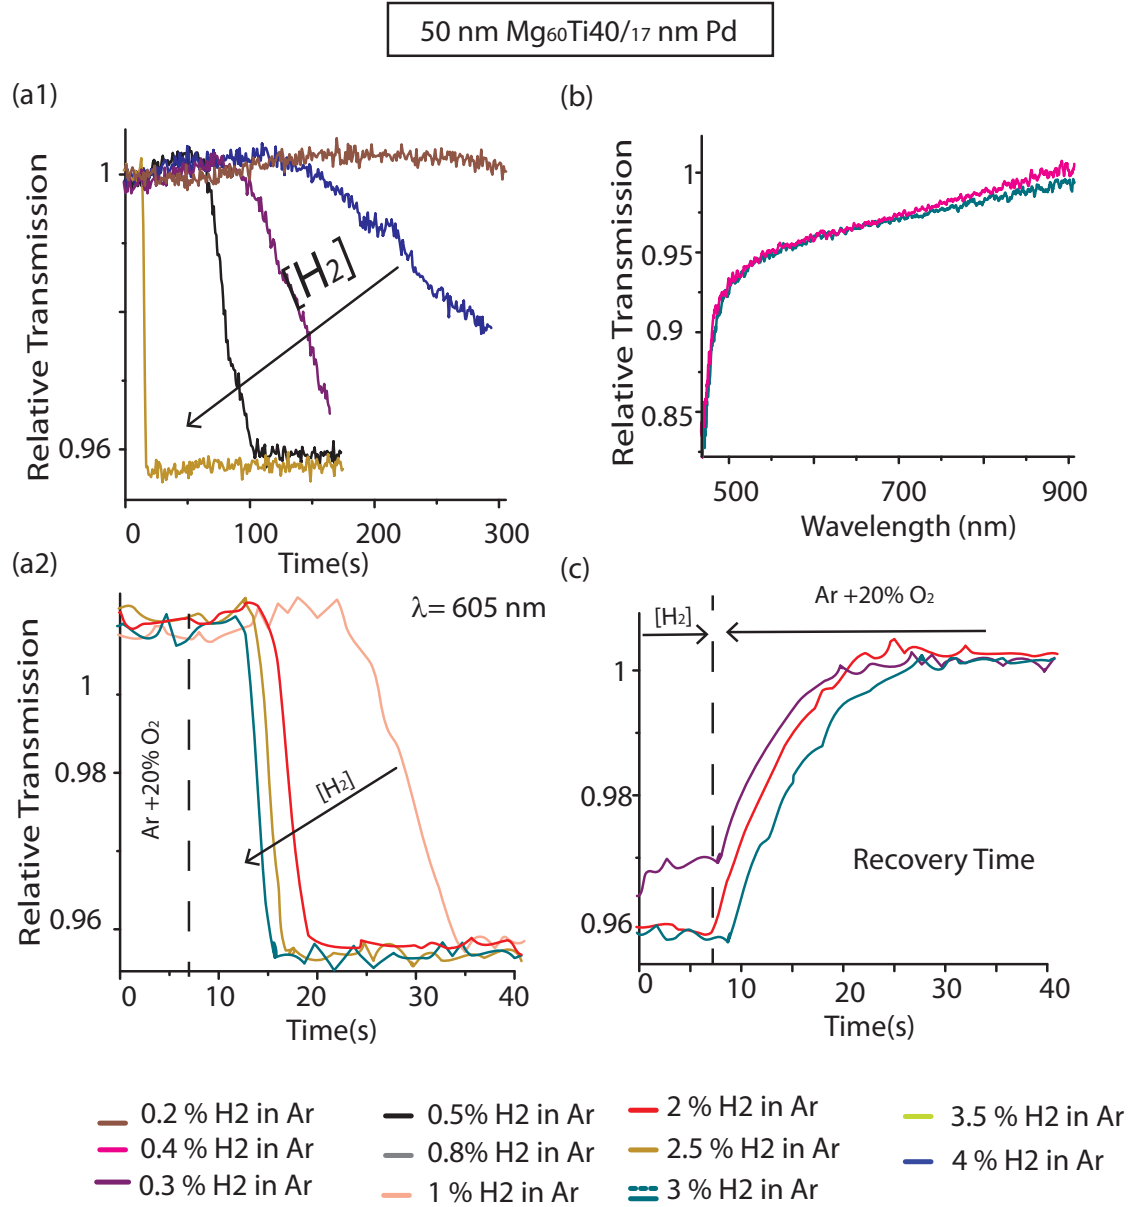 50 nm Mg₆₀Ti40/₁₇ nm Pd
(a1)
Relative Transmission
1
0.96
[H₂]
0
100
200
300
Time(s)
(b)
Relative Transmission
1
0.95
0.9
0.85
500
700
900
Wavelength (nm)
(a2)
λ= 605 nm
Relative Transmission
1
0.98
0.96
Ar +20% O₂
[H₂]
0
10
20
30
40
Time(s)
(c)
[H₂]
Ar +20% O₂
Relative Transmission
1
0.98
0.96
Recovery Time
0
10
20
30
40
Time(s)
0.2 % H2 in Ar
0.4 % H2 in Ar
0.3 % H2 in Ar
0.5% H2 in Ar
0.8% H2 in Ar
1 % H2 in Ar
2 % H2 in Ar
2.5 % H2 in Ar
3 % H2 in Ar
3.5 % H2 in Ar
4 % H2 in Ar